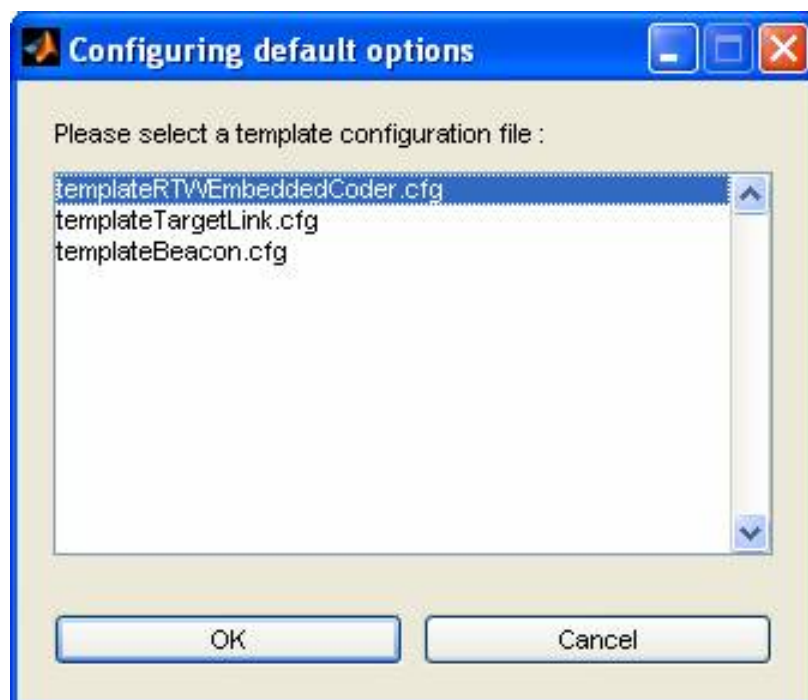 Configuring default options
Please select a template configuration file :
templateRTWEmbeddedCoder.cfg
templateTargetLink.cfg
templateBeacon.cfg
OK
Cancel